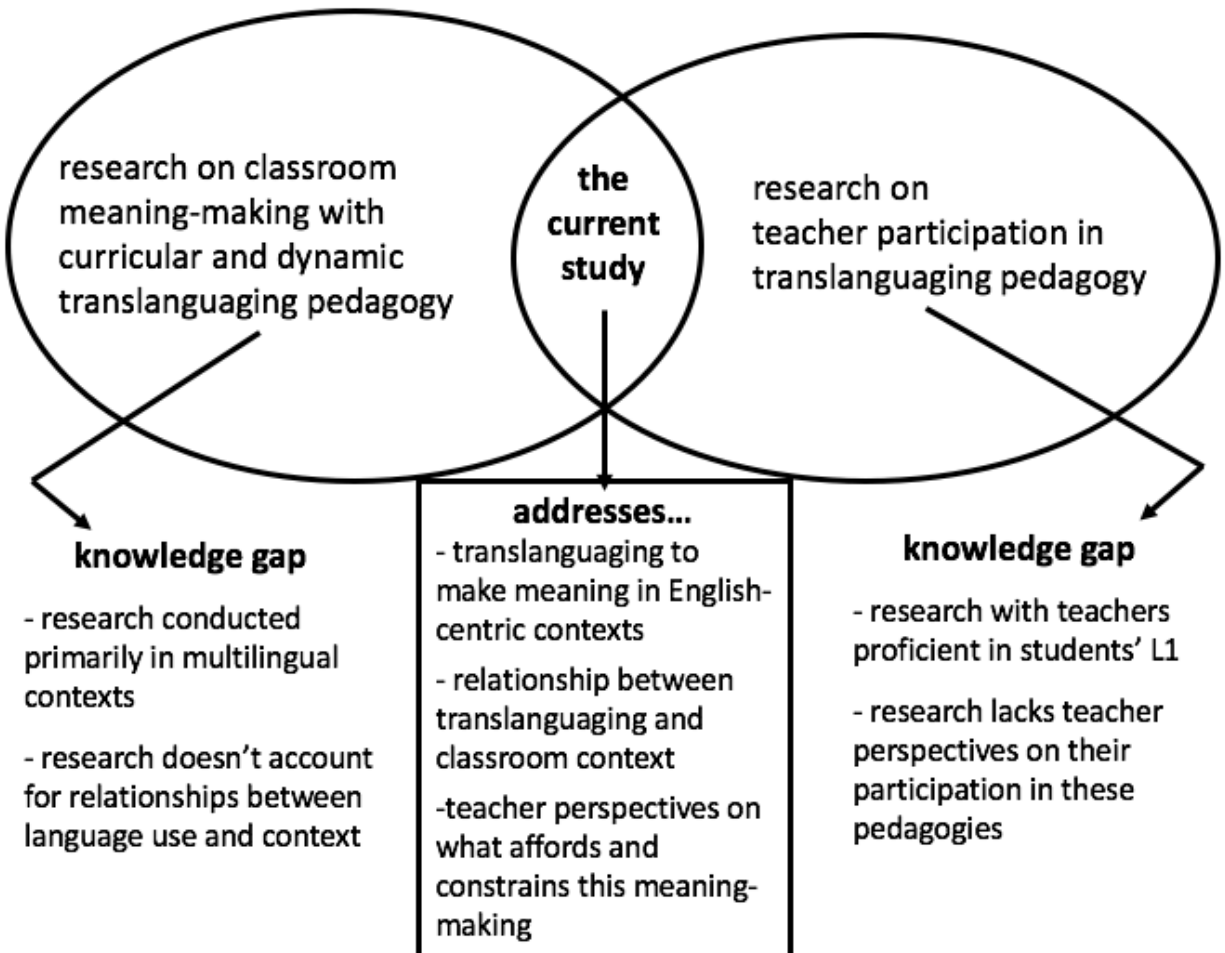 research on classroom
meaning-making with
curricular and dynamic
translanguaging pedagogy
the
current
study
research on
teacher participation in
translanguaging pedagogy
knowledge gap
- research conducted
primarily in multilingual
contexts
- research doesn’t account
for relationships between
language use and context
addresses...
- translanguaging to
make meaning in English-
centric contexts
- relationship between
translanguaging and
classroom context
-teacher perspectives on
what affords and
constrains this meaning-
making
knowledge gap
- research with teachers
proficient in students’ L1
- research lacks teacher
perspectives on their
participation in these
pedagogies